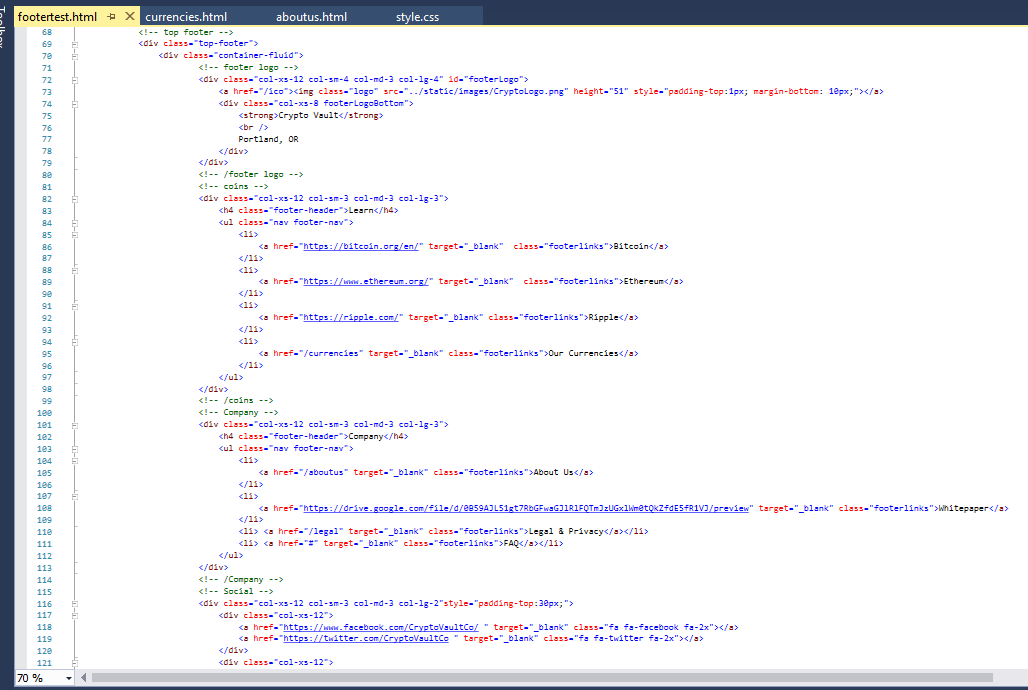 Toolbox
footertest.html currencies.html aboutus.html style.css
68 <!-- top footer -->
69 <div class="top-footer">
70 <div class="container-fluid">
71 <!-- footer logo -->
72 <div class="col-xs-12 col-sm-4 col-md-3 col-lg-4" id="footerLogo">
73 <a href="/ico"><img class="logo" src="../static/images/CryptoLogo.png" height="51" style="padding-top:1px; margin-bottom: 10px;"></a>
74 <div class="col-xs-8 footerLogoBottom">
75 <strong>Crypto Vault</strong>
76 <br />
77 Portland, OR
78 </div>
79 </div>
80 <!-- /footer logo -->
81 <!-- coins -->
82 <div class="col-xs-12 col-sm-3 col-md-3 col-lg-3">
83 <h4 class="footer-header">Learn</h4>
84 <ul class="nav footer-nav">
85 <li>
86 <a href="https://bitcoin.org/en/" target="_blank"  class="footerlinks">Bitcoin</a>
87 </li>
88 <li>
89 <a href="https://www.ethereum.org/" target="_blank"  class="footerlinks">Ethereum</a>
90 </li>
91 <li>
92 <a href="https://ripple.com/" target="_blank" class="footerlinks">Ripple</a>
93 </li>
94 <li>
95 <a href="/currencies" target="_blank" class="footerlinks">Our Currencies</a>
96 </li>
97 </ul>
98 </div>
99 <!-- /coins -->
100 <!-- Company -->
101 <div class="col-xs-12 col-sm-3 col-md-3 col-lg-3">
102 <h4 class="footer-header">Company</h4>
103 <ul class="nav footer-nav">
104 <li>
105 <a href="/aboutus" target="_blank" class="footerlinks">About Us</a>
106 </li>
107 <li>
108 <a href="https://drive.google.com/file/d/0B59AJL51gt7RbGFwaGJlRlFQTmJzUGxlWm0tQkZfdE5fR1VJ/preview" target="_blank" class="footerlinks">Whitepaper</a>
109 </li>
110 <li> <a href="/legal" target="_blank" class="footerlinks">Legal & Privacy</a></li>
111 <li> <a href="#" target="_blank" class="footerlinks">FAQ</a></li>
112 </ul>
113 </div>
114 <!-- /Company -->
115 <!-- Social -->
116 <div class="col-xs-12 col-sm-3 col-md-3 col-lg-2"style="padding-top:30px;">
117 <div class="col-xs-12">
118 <a href="https://www.facebook.com/CryptoVaultCo/ " target="_blank" class="fa fa-facebook fa-2x"></a>
119 <a href="https://twitter.com/CryptoVaultCo " target="_blank" class="fa fa-twitter fa-2x"></a>
120 </div>
121 <div class="col-xs-12">
70 %